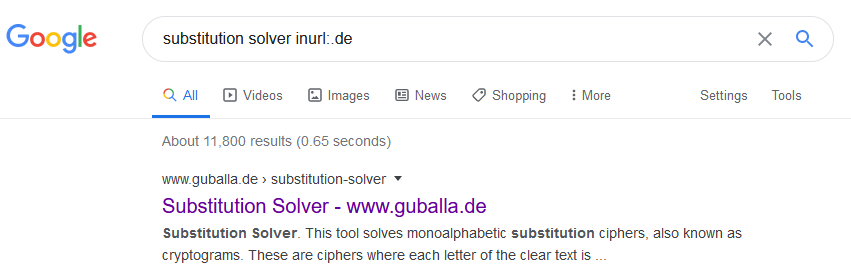 Google
substitution solver inurl:.de
All Videos Images News Shopping More Settings Tools
About 11,800 results (0.65 seconds)
www.guballa.de › substitution-solver
Substitution Solver - www.guballa.de
Substitution Solver. This tool solves monoalphabetic substitution ciphers, also known as
cryptograms. These are ciphers where each letter of the clear text is ...